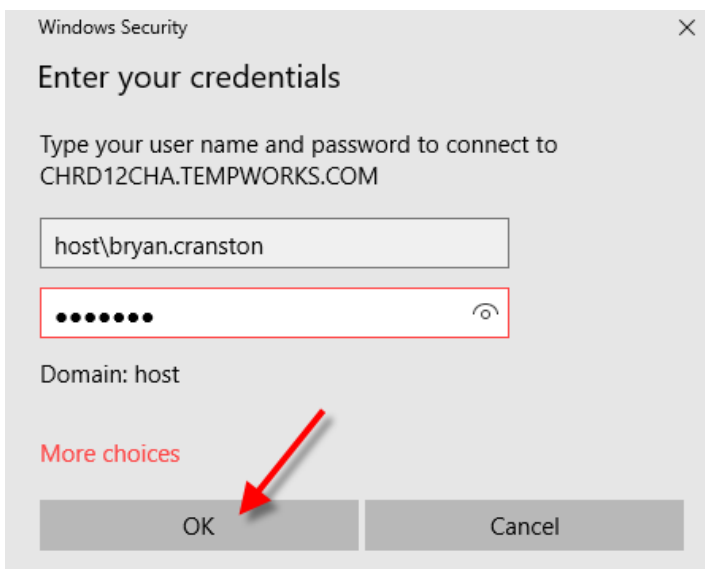 Windows Security
Enter your credentials
Type your user name and password to connect to
CHRD12CHA.TEMPWORKS.COM
host\bryan.cranston
●●●●●●●
Domain: host
More choices
OK
Cancel